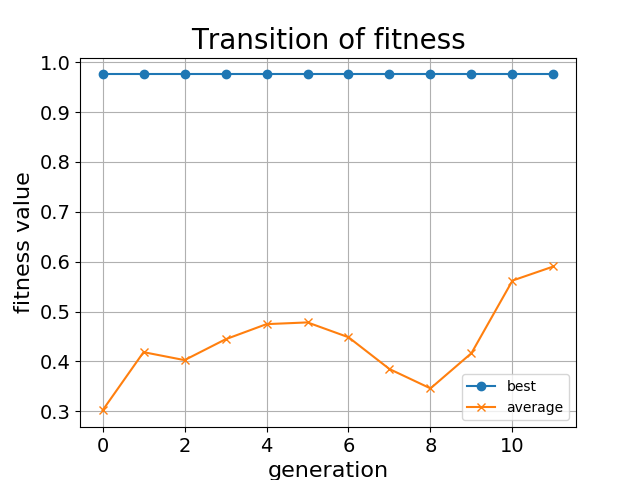 Transition of fitness
1.0
0.9
0.8
0.7
0.6
0.5
0.4
0.3
fitness value
0 2 4 6 8 10
generation
best
average